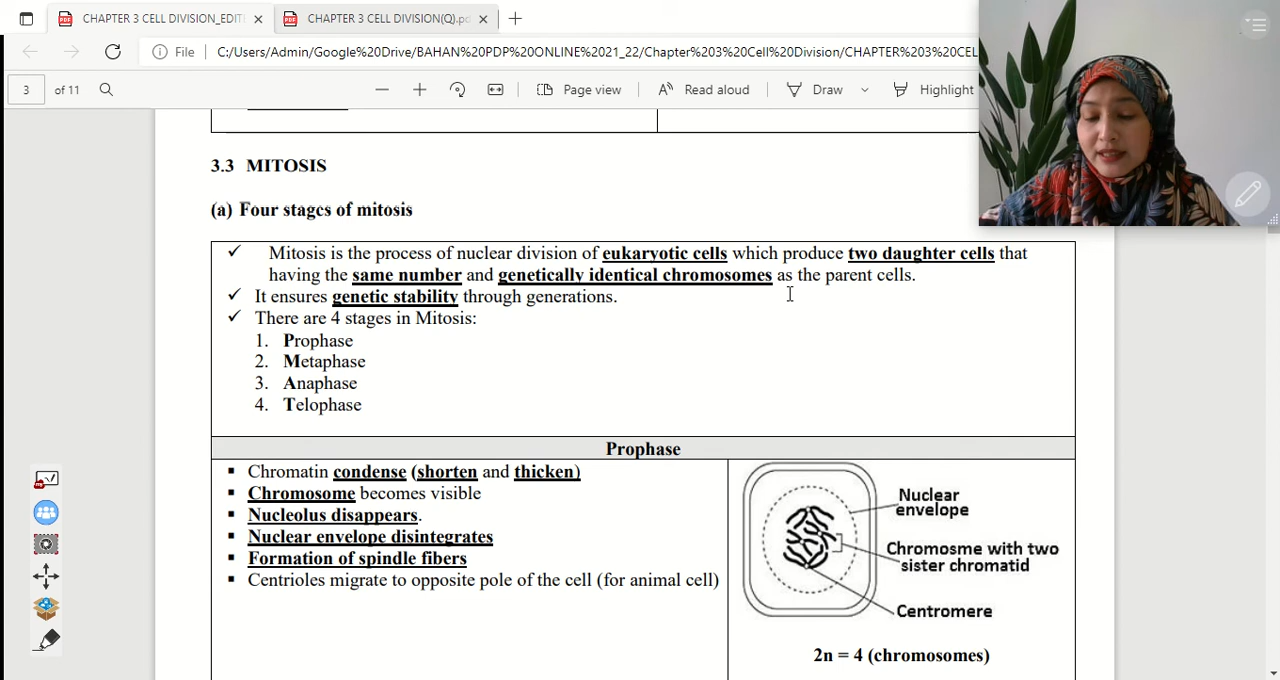 CHAPTER 3 CELL DIVISION_EDIT
CHAPTER 3 CELL DIVISION(Q).pd
File
C:/Users/Admin/Google%20Drive/BAHAN%20PDP%20ONLINE%2021_22/Chapter%203%20Cell%20Division/CHAPTER%203%20CEL
3 of 11
Page view
Read aloud
Draw
Highlight
3.3 MITOSIS
(a) Four stages of mitosis
✓ Mitosis is the process of nuclear division of eukaryotic cells which produce two daughter cells that
having the same number and genetically identical chromosomes as the parent cells.
✓ It ensures genetic stability through generations.
✓ There are 4 stages in Mitosis:
1. Prophase
2. Metaphase
3. Anaphase
4. Telophase
Prophase
▪ Chromatin condense (shorten and thicken)
▪ Chromosome becomes visible
▪ Nucleolus disappears.
▪ Nuclear envelope disintegrates
▪ Formation of spindle fibers
▪ Centrioles migrate to opposite pole of the cell (for animal cell)
Nuclear
envelope
Chromosme with two
sister chromatid
Centromere
2n = 4 (chromosomes)